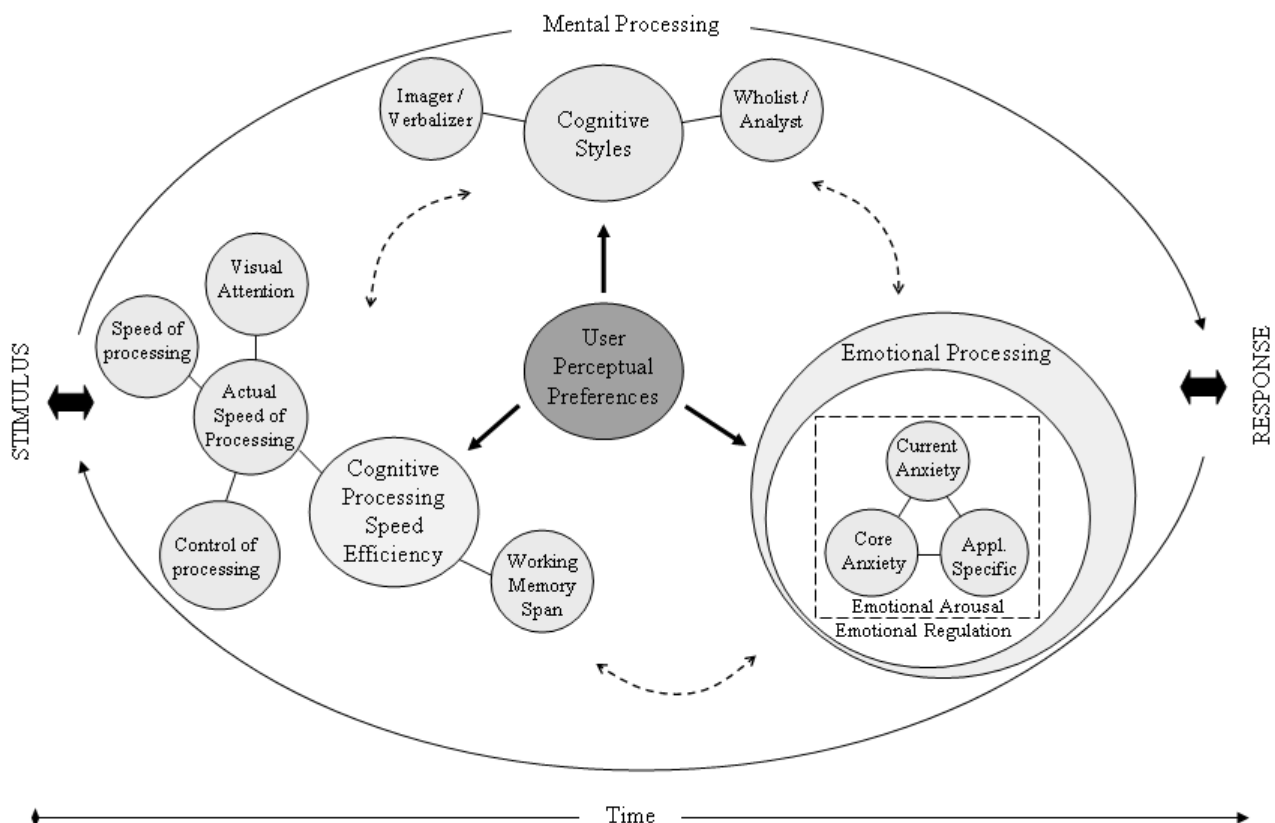 Mental Processing
Imager /
Verbalizer
Cognitive
Styles
Wholist /
Analyst
Visual
Attention
Speed of
processing
Actual
Speed of
Processing
Control of
processing
Cognitive
Processing
Speed
Efficiency
Working
Memory
Span
User
Perceptual
Preferences
Emotional Processing
Current
Anxiety
Core
Anxiety
Appl.
Specific
Emotional Arousal
Emotional Regulation
STIMULUS
RESPONSE
Time